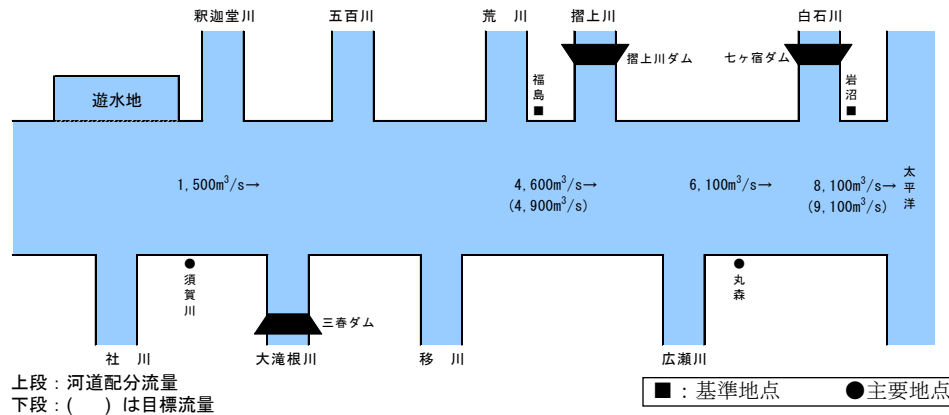 釈迦堂川
五百川
荒　川
摺上川
白石川
摺上川ダム
七ヶ宿ダム
福島
岩沼
遊水地
1,500m³/s→
4,600m³/s→
(4,900m³/s)
6,100m³/s→
8,100m³/s→
(9,100m³/s)
太平洋
須賀川
丸森
三春ダム
社　川
大滝根川
移　川
広瀬川
上段：河道配分流量
下段：(　　) は目標流量
■：基準地点　●主要地点